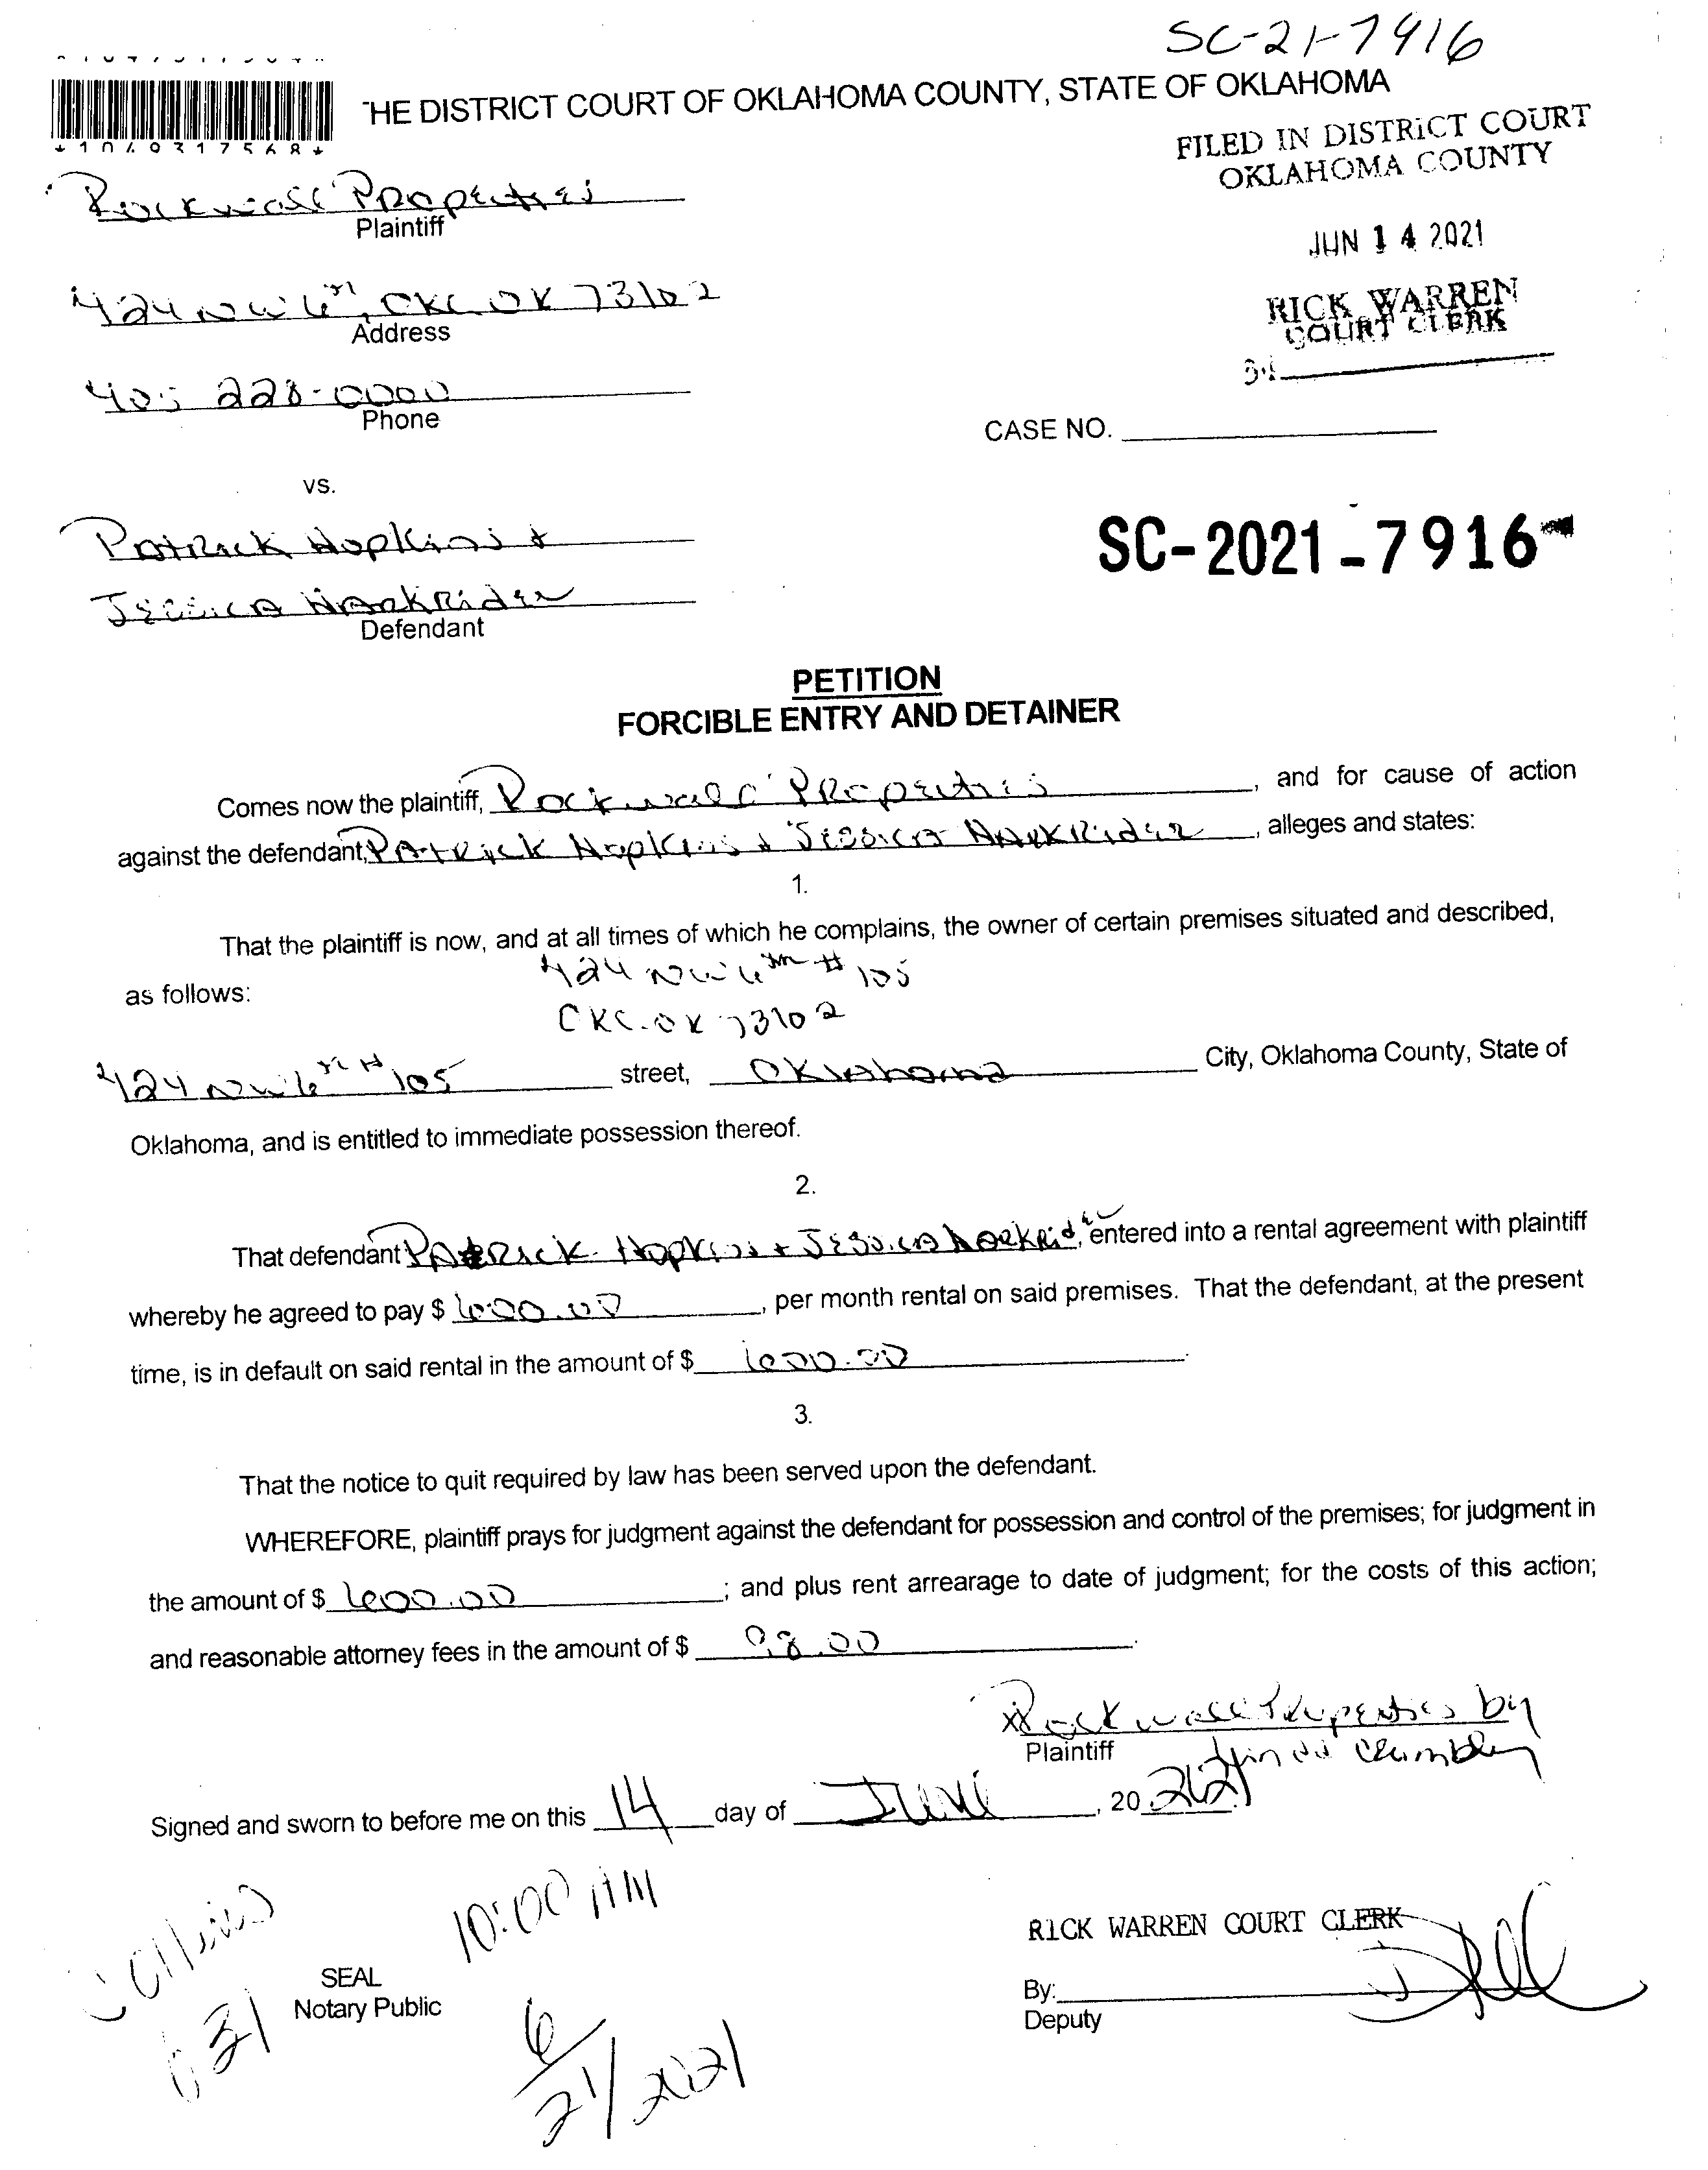 SC-21-7916
*1049317568*
THE DISTRICT COURT OF OKLAHOMA COUNTY, STATE OF OKLAHOMA
FILED IN DISTRICT COURT
OKLAHOMA COUNTY
Rockwall Properties
Plaintiff
JUN 14 2021
424 NW 6th, OKC OK 73102
Address
RICK WARREN
COURT CLERK
405 228-0000
Phone
CASE NO.
vs.
Patrick Hopkins +
SC-2021-7916
Jessica Harkrider
Defendant
PETITION
FORCIBLE ENTRY AND DETAINER
Comes now the plaintiff, Rockwall Properties, and for cause of action
against the defendant, Patrick Hopkins + Jessica Harkrider, alleges and states:
1.
That the plaintiff is now, and at all times of which he complains, the owner of certain premises situated and described,
424 NW 6th # 105
as follows:
OKC. OK 73102
424 NW 6th # 105 street, Oklahoma City, Oklahoma County, State of
Oklahoma, and is entitled to immediate possession thereof.
2.
That defendant Patrick Hopkins + Jessica Harkrider, entered into a rental agreement with plaintiff
whereby he agreed to pay $ 600.00, per month rental on said premises. That the defendant, at the present
time, is in default on said rental in the amount of $ 600.00.
3.
That the notice to quit required by law has been served upon the defendant.
WHEREFORE, plaintiff prays for judgment against the defendant for possession and control of the premises; for judgment in
the amount of $ 600.00; and plus rent arrearage to date of judgment; for the costs of this action;
and reasonable attorney fees in the amount of $ 98.00.
Rockwall Properties by
Plaintiff
Signed and sworn to before me on this 14 day of June, 20 2021
10:00 AM
Collins
RICK WARREN COURT CLERK
SEAL
By:
Notary Public
Deputy
031
6/21/2021